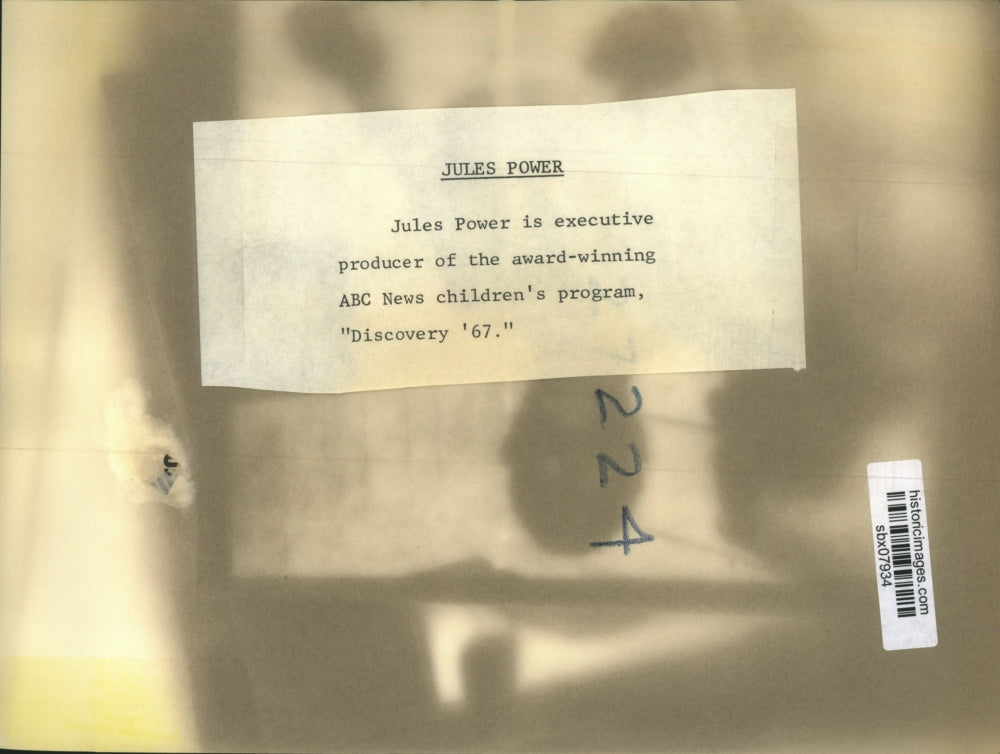 JULES POWER
Jules Power is executive
producer of the award-winning
ABC News children's program,
"Discovery '67."
7224
historicimages.com
sbx07934